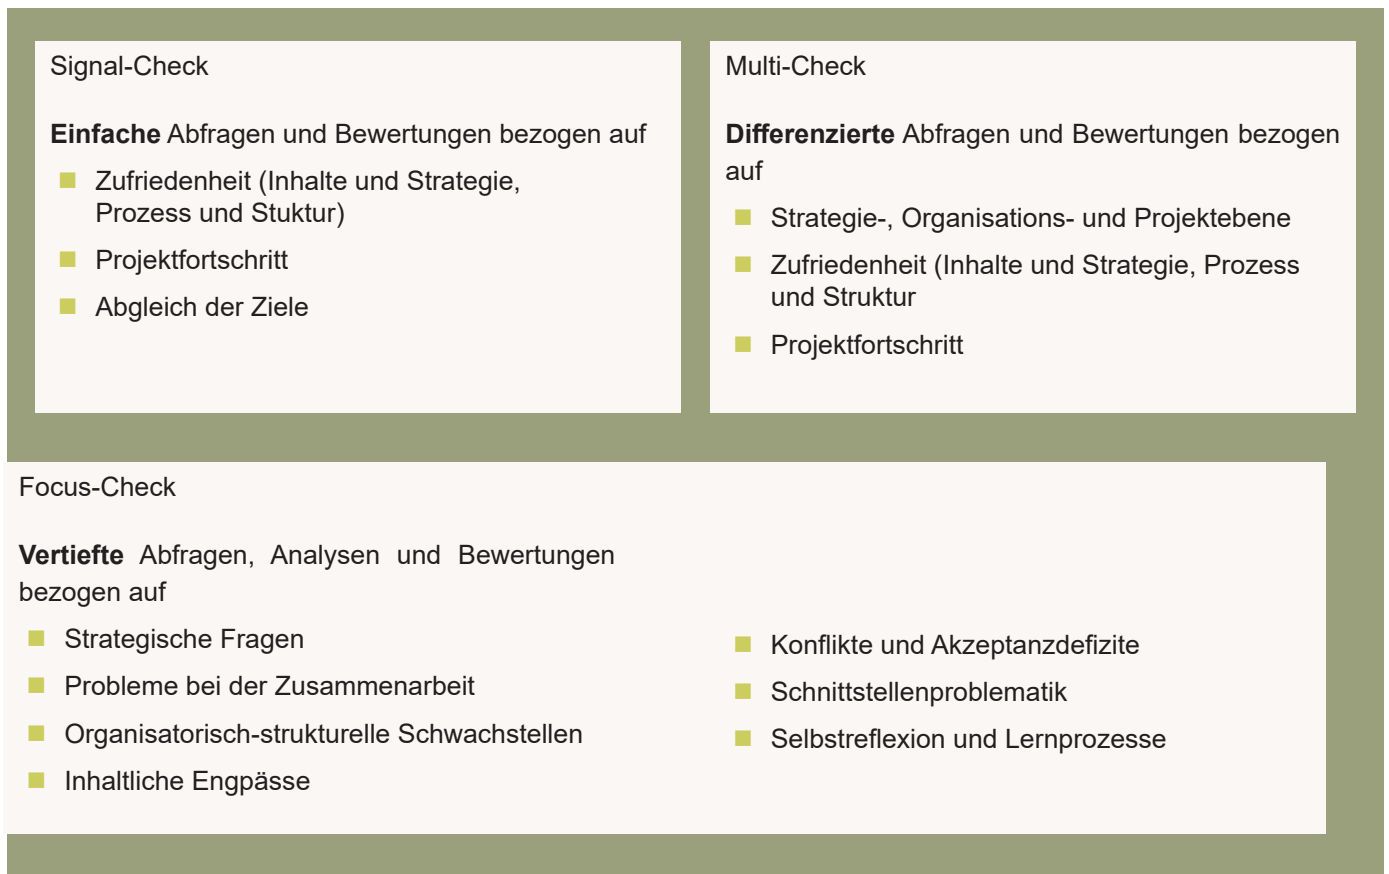 Signal-Check
Einfache Abfragen und Bewertungen bezogen auf
Zufriedenheit (Inhalte und Strategie,
Prozess und Stuktur)
Projektfortschritt
Abgleich der Ziele
Multi-Check
Differenzierte Abfragen und Bewertungen bezogen
auf
Strategie-, Organisations- und Projektebene
Zufriedenheit (Inhalte und Strategie, Prozess
und Struktur
Projektfortschritt
Focus-Check
Vertiefte Abfragen, Analysen und Bewertungen
bezogen auf
Strategische Fragen
Probleme bei der Zusammenarbeit
Organisatorisch-strukturelle Schwachstellen
Inhaltliche Engpässe
Konflikte und Akzeptanzdefizite
Schnittstellenproblematik
Selbstreflexion und Lernprozesse